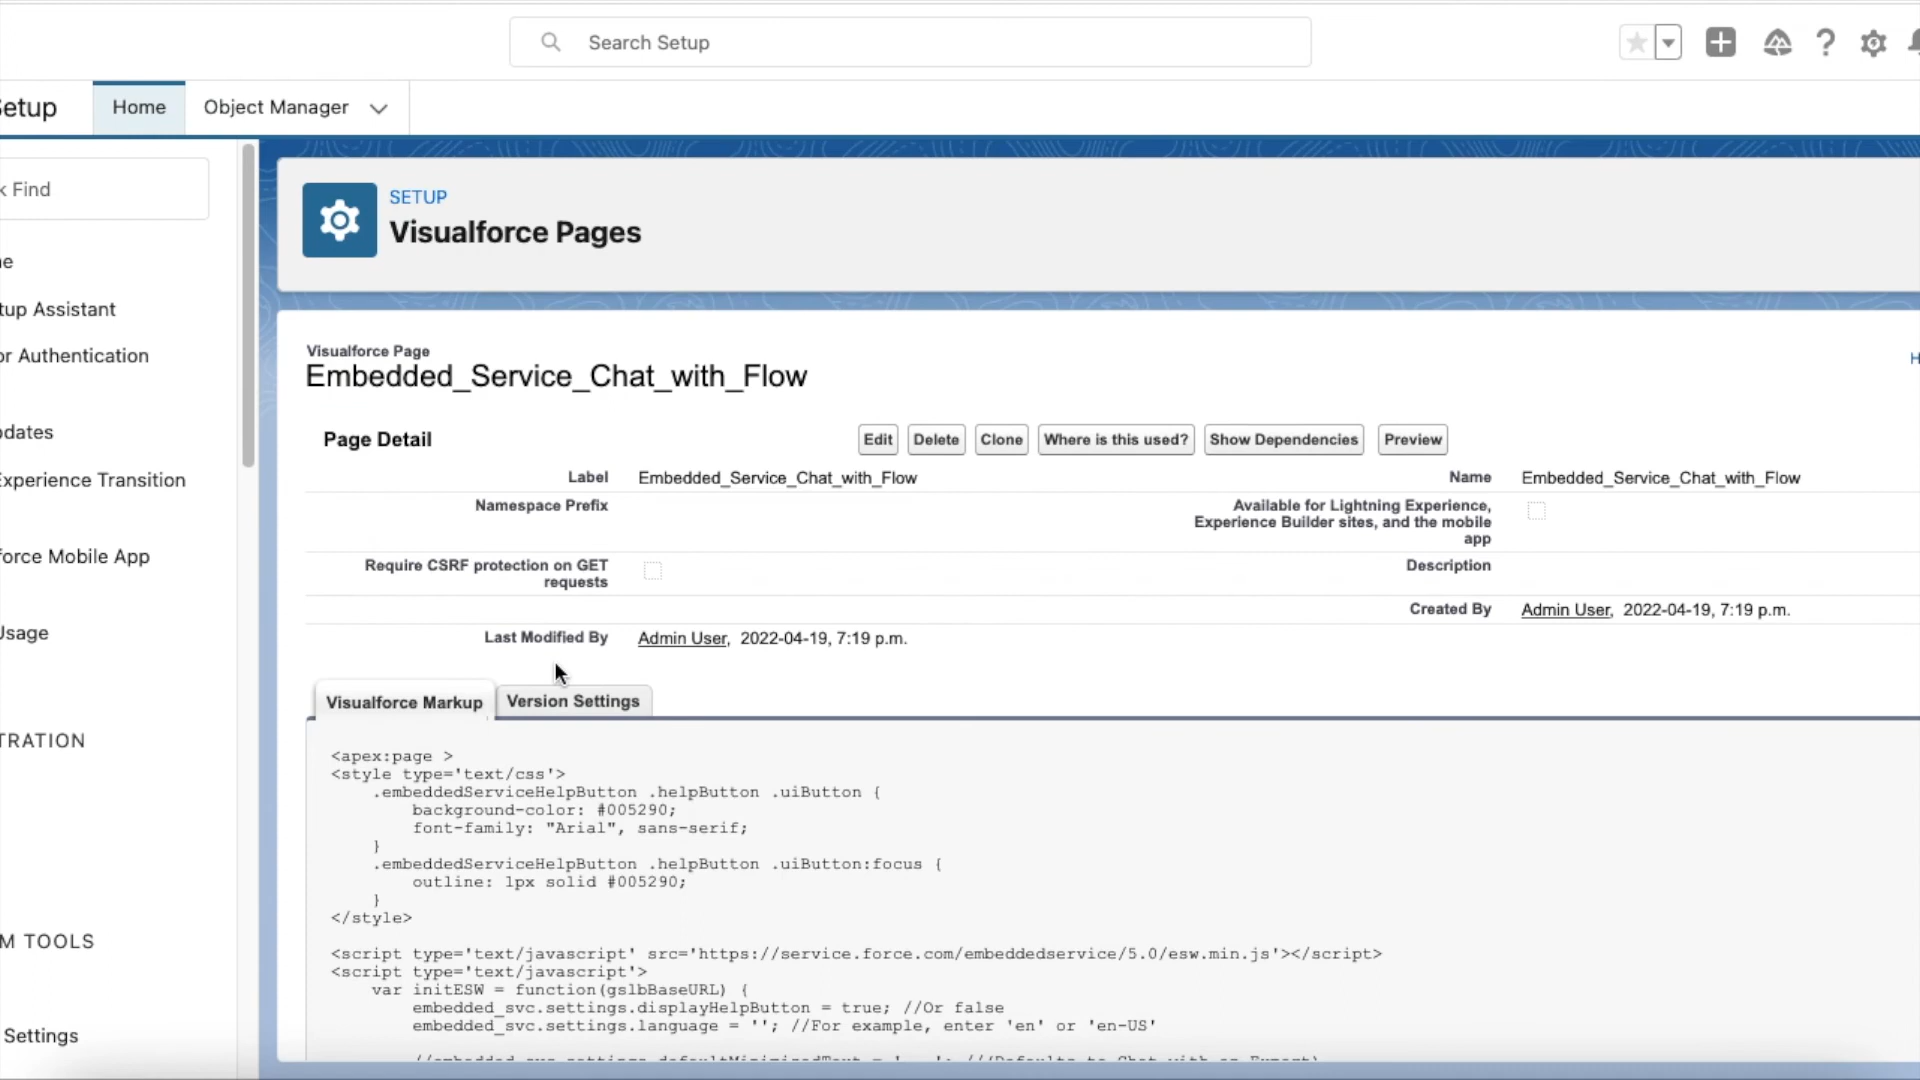 Search Setup
Setup
Home
Object Manager
k Find
SETUP
Visualforce Pages
tup Assistant
or Authentication
pdates
xperience Transition
force Mobile App
Usage
TRATION
M TOOLS
Settings
Visualforce Page
Embedded_Service_Chat_with_Flow
Page Detail
Edit
Delete
Clone
Where is this used?
Show Dependencies
Preview
Label
Embedded_Service_Chat_with_Flow
Name
Embedded_Service_Chat_with_Flow
Namespace Prefix
Available for Lightning Experience,
Experience Builder sites, and the mobile
app
Require CSRF protection on GET
requests
Description
Created By
Admin User, 2022-04-19, 7:19 p.m.
Last Modified By
Admin User, 2022-04-19, 7:19 p.m.
Visualforce Markup
Version Settings
<apex:page >
<style type='text/css'>
.embeddedServiceHelpButton .helpButton .uiButton {
background-color: #005290;
font-family: "Arial", sans-serif;
}
.embeddedServiceHelpButton .helpButton .uiButton:focus {
outline: 1px solid #005290;
}
</style>
<script type='text/javascript' src='https://service.force.com/embeddedservice/5.0/esw.min.js'></script>
<script type='text/javascript'>
var initESW = function(gslbBaseURL) {
embedded_svc.settings.displayHelpButton = true; //Or false
embedded_svc.settings.language = ''; //For example, enter 'en' or 'en-US'